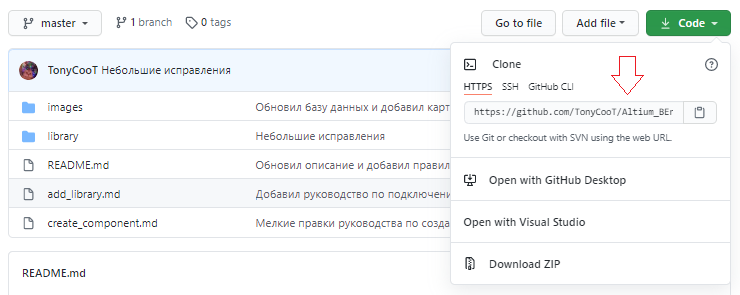 master 1 branch 0 tags Go to file Add file Code
TonyCooT Небольшие исправления
Clone
HTTPS SSH GitHub CLI
images Обновил базу данных и добавил карт
https://github.com/TonyCooT/Altium_BEr
library Небольшие исправления
Use Git or checkout with SVN using the web URL.
README.md Обновил описание и добавил правил
Open with GitHub Desktop
add_library.md Добавил руководство по подключени
create_component.md Мелкие правки руководства по созда
Open with Visual Studio
Download ZIP
README.md